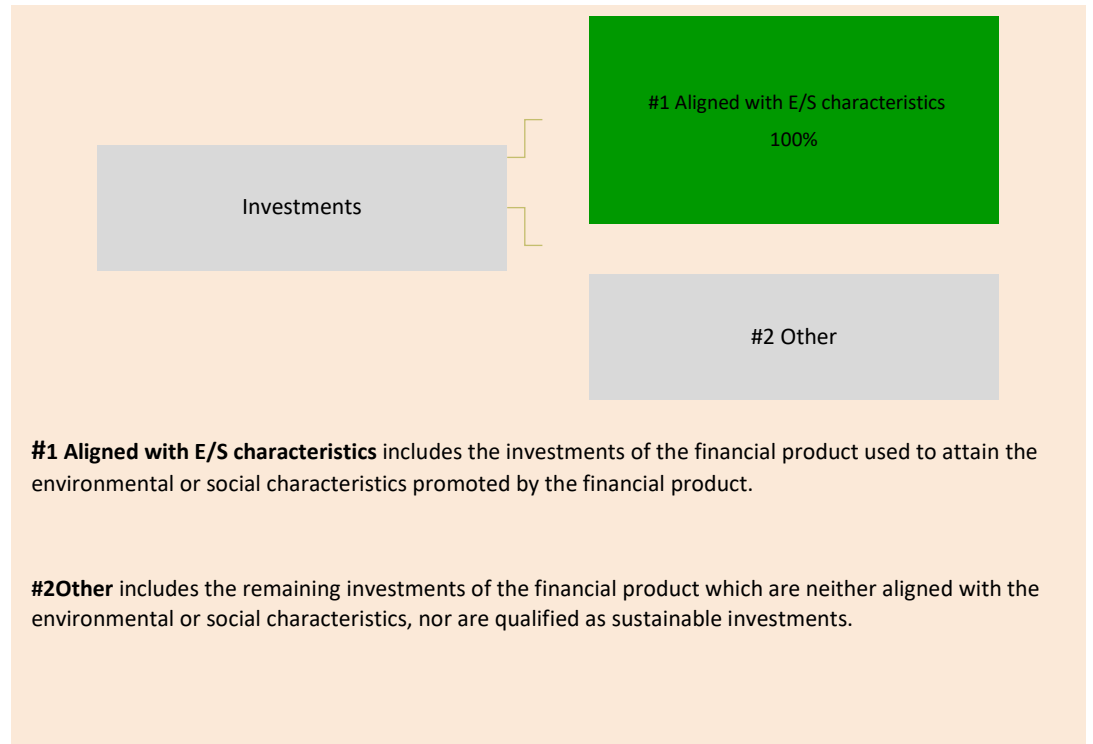 #1 Aligned with E/S characteristics
100%
Investments
#2 Other
#1 Aligned with E/S characteristics includes the investments of the financial product used to attain the
environmental or social characteristics promoted by the financial product.
#2Other includes the remaining investments of the financial product which are neither aligned with the
environmental or social characteristics, nor are qualified as sustainable investments.